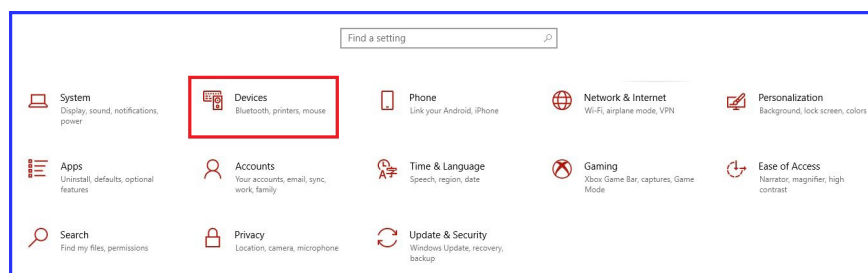 Find a setting
System
Display, sound, notifications,
power
Devices
Bluetooth, printers, mouse
Phone
Link your Android, iPhone
Network & Internet
Wi-Fi, airplane mode, VPN
Personalization
Background, lock screen, colors
Apps
Uninstall, defaults, optional
features
Accounts
Your accounts, email, sync,
work, family
Time & Language
Speech, region, date
Gaming
Xbox Game Bar, captures, Game
Mode
Ease of Access
Narrator, magnifier, high
contrast
Search
Find my files, permissions
Privacy
Location, camera, microphone
Update & Security
Windows Update, recovery,
backup